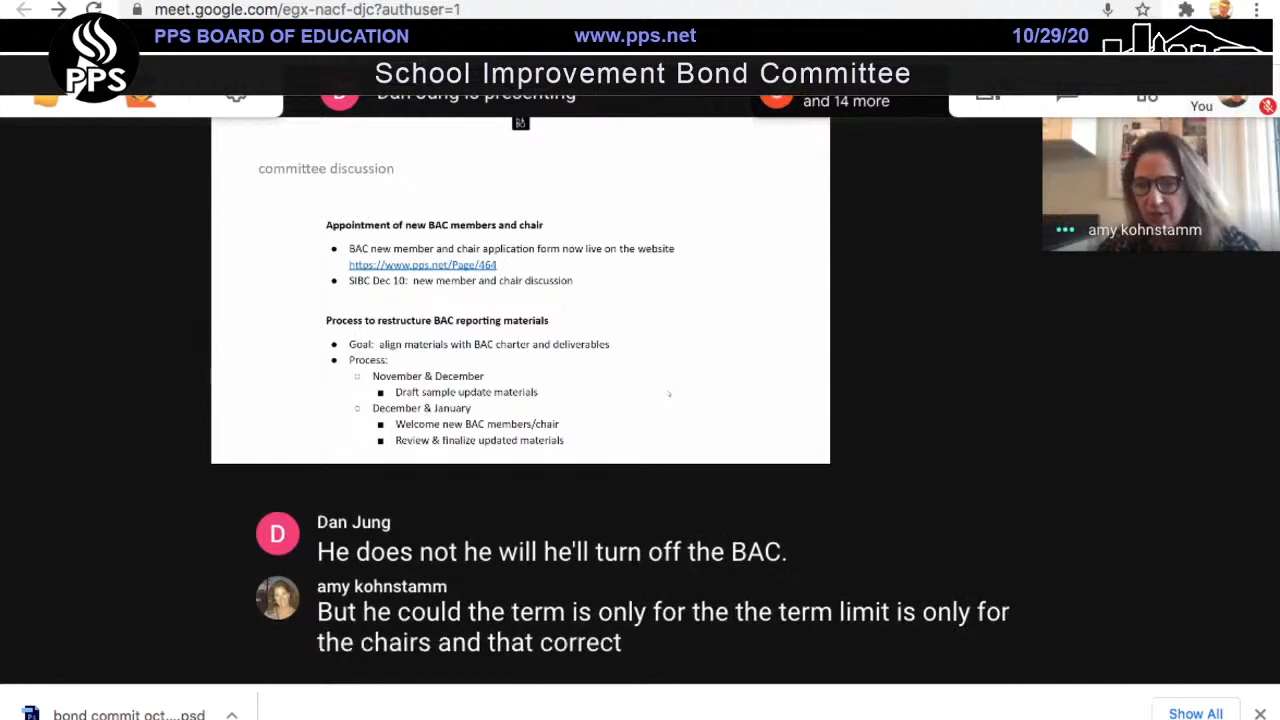 meet.google.com/egx-nacf-djc?authuser=1
PPS BOARD OF EDUCATION
www.pps.net
10/29/20
PPS
School Improvement Bond Committee
D
Dan Jung is presenting
and 14 more
You
committee discussion
Appointment of new BAC members and chair
● BAC new member and chair application form now live on the website
https://www.pps.net/Page/464
● SIBC Dec 10: new member and chair discussion
Process to restructure BAC reporting materials
● Goal: align materials with BAC charter and deliverables
● Process:
○ November & December
■ Draft sample update materials
○ December & January
■ Welcome new BAC members/chair
■ Review & finalize updated materials
amy kohnstamm
D
Dan Jung
He does not he will he'll turn off the BAC.
amy kohnstamm
But he could the term is only for the the term limit is only for
the chairs and that correct
bond commit oct....psd
Show All